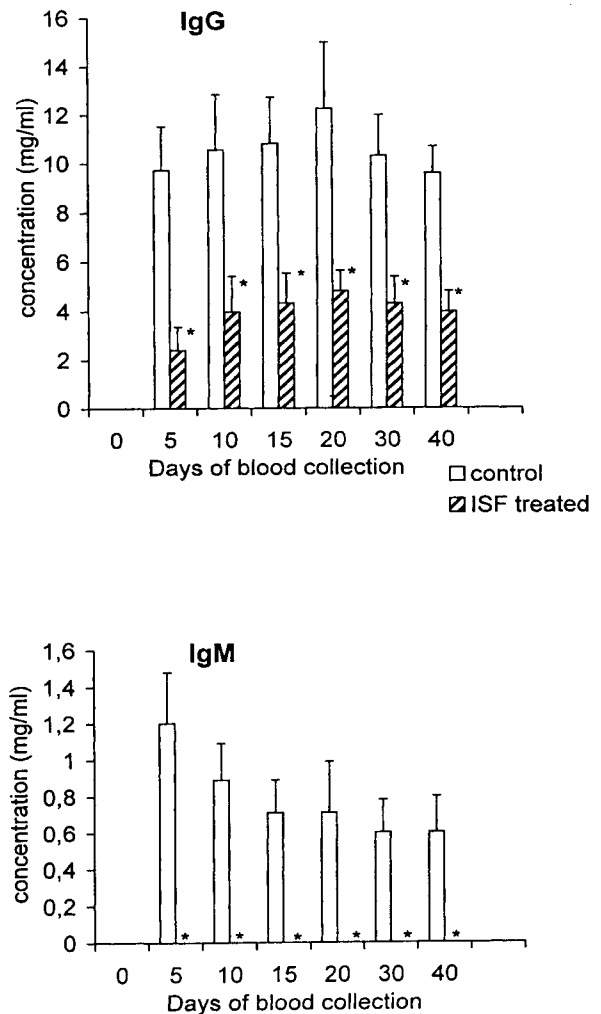 IgG
16
14
12
10
8
6
4
2
0
concentration (mg/ml)
* * * * * *
0 5 10 15 20 30 40
Days of blood collection
control
ISF treated
IgM
1,6
1,4
1,2
1
0,8
0,6
0,4
0,2
0
concentration (mg/ml)
* * * * * *
0 5 10 15 20 30 40
Days of blood collection